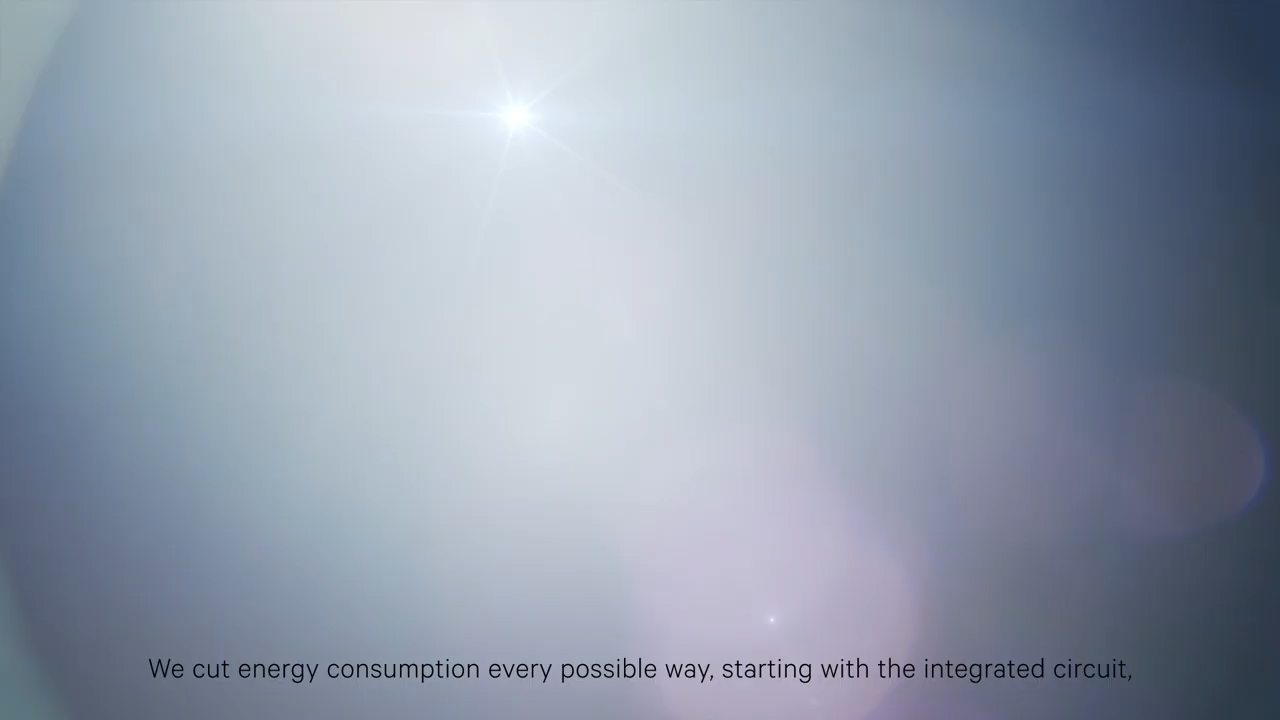 We cut energy consumption every possible way, starting with the integrated circuit,